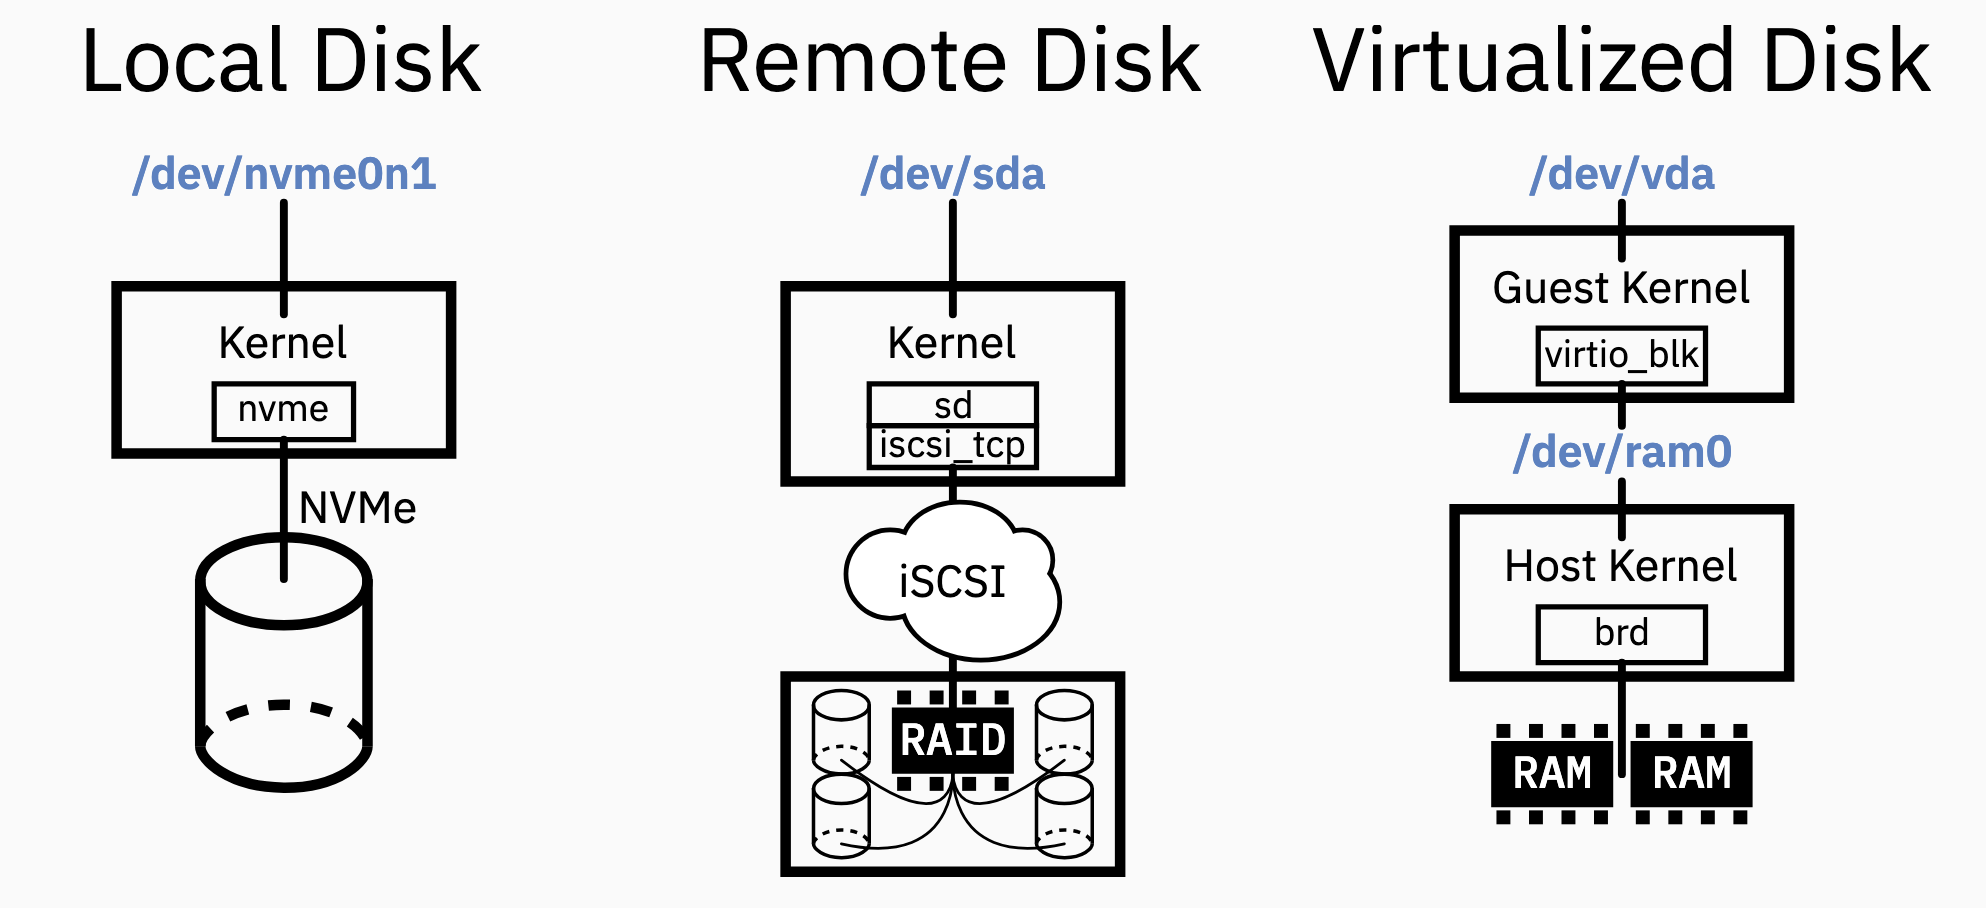 Local Disk
/dev/nvme0n1
Kernel
nvme
NVMe
Remote Disk
/dev/sda
Kernel
sd
iscsi_tcp
iSCSI
RAID
Virtualized Disk
/dev/vda
Guest Kernel
virtio_blk
/dev/ram0
Host Kernel
brd
RAM RAM